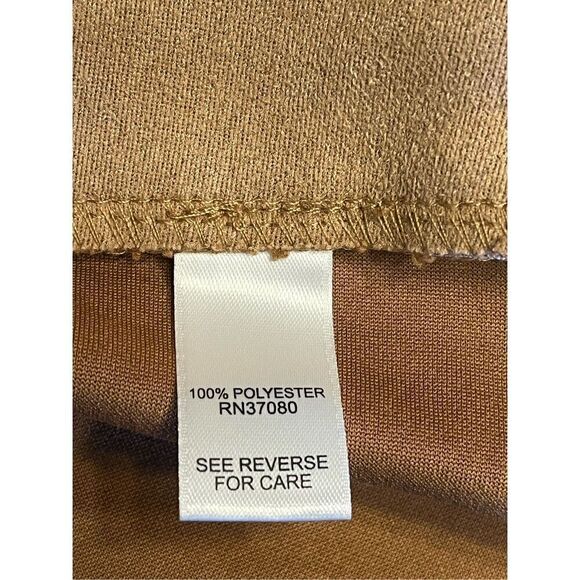 100% POLYESTER
RN37080
SEE REVERSE
FOR CARE